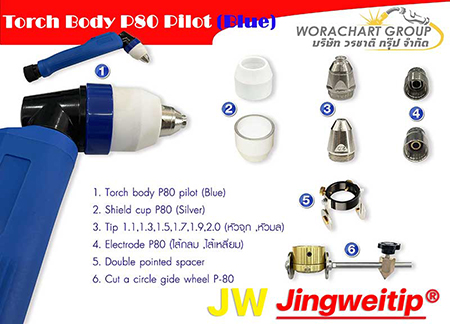 Torch Body P80 Pilot (Blue)
WORACHART GROUP
บริษัท วรชาติ กรุ๊ป จำกัด
1
2
3
4
5
6
1. Torch body P80 pilot (Blue)
2. Shield cup P80 (Silver)
3. Tip 1.1,1.3,1.5,1.7,1.9,2.0 (หัวจุก ,หัวมล)
4. Electrode P80 (ไส้กลม ,ไส้เหลี่ยม)
5. Double pointed spacer
6. Cut a circle gide wheel P-80
JW Jingweitip®